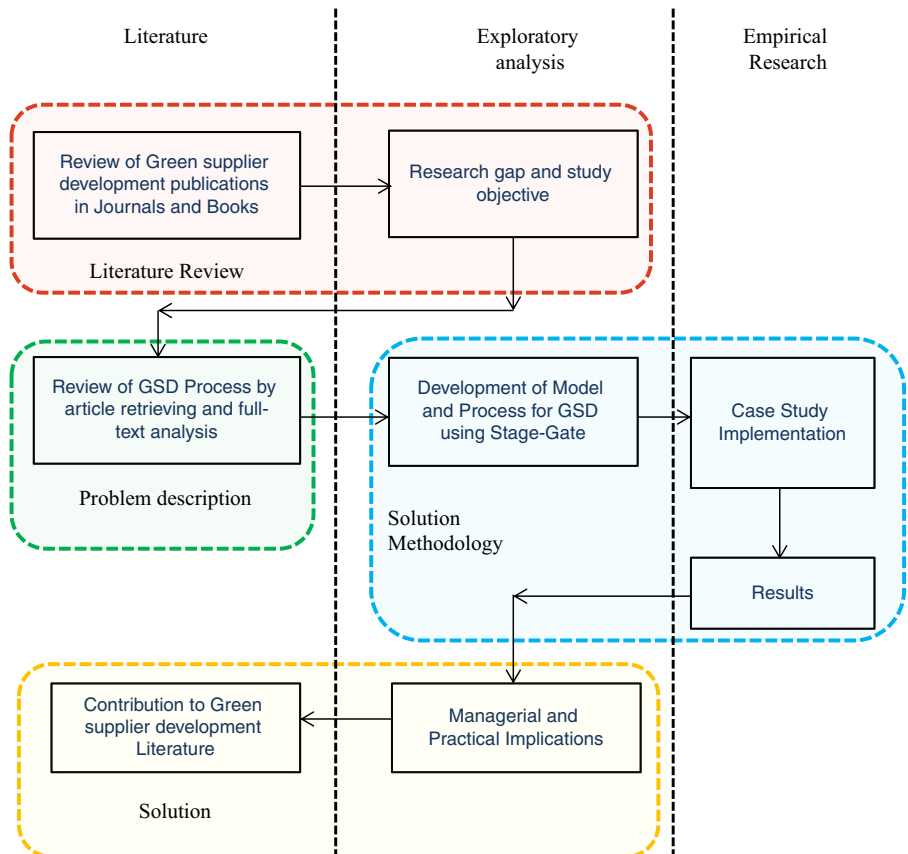 Literature
Exploratory
analysis
Empirical
Research
Review of Green supplier
development publications
in Journals and Books
Research gap and study
objective
Literature Review
Review of GSD Process by
article retrieving and full-
text analysis
Development of Model
and Process for GSD
using Stage-Gate
Case Study
Implementation
Problem description
Solution
Methodology
Results
Contribution to Green
supplier development
Literature
Managerial and
Practical Implications
Solution